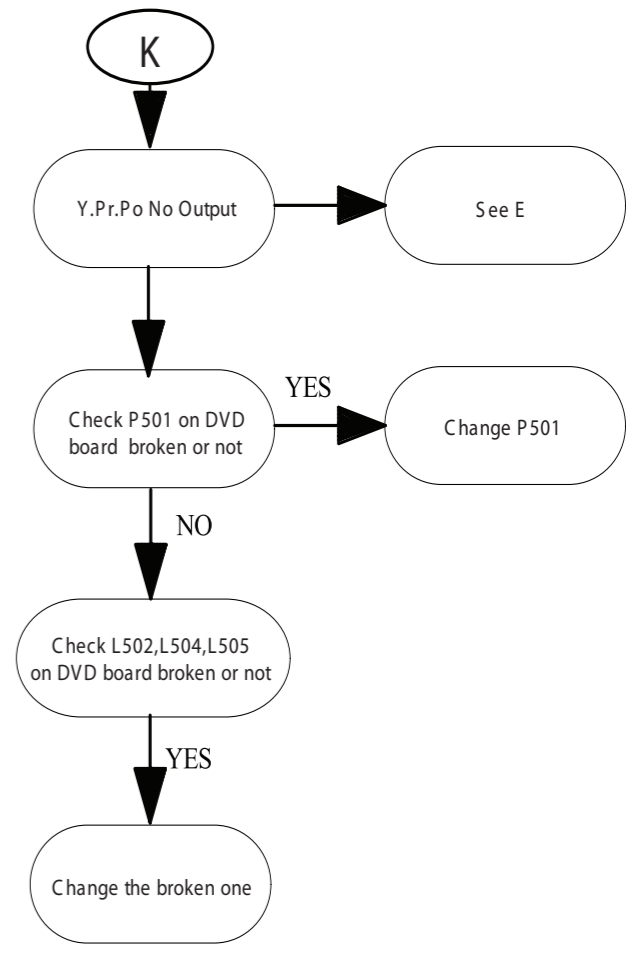 K
Y.Pr.Po No Output
See E
Check P501 on DVD
board broken or not
YES
Change P501
NO
Check L502,L504,L505
on DVD board broken or not
YES
Change the broken one